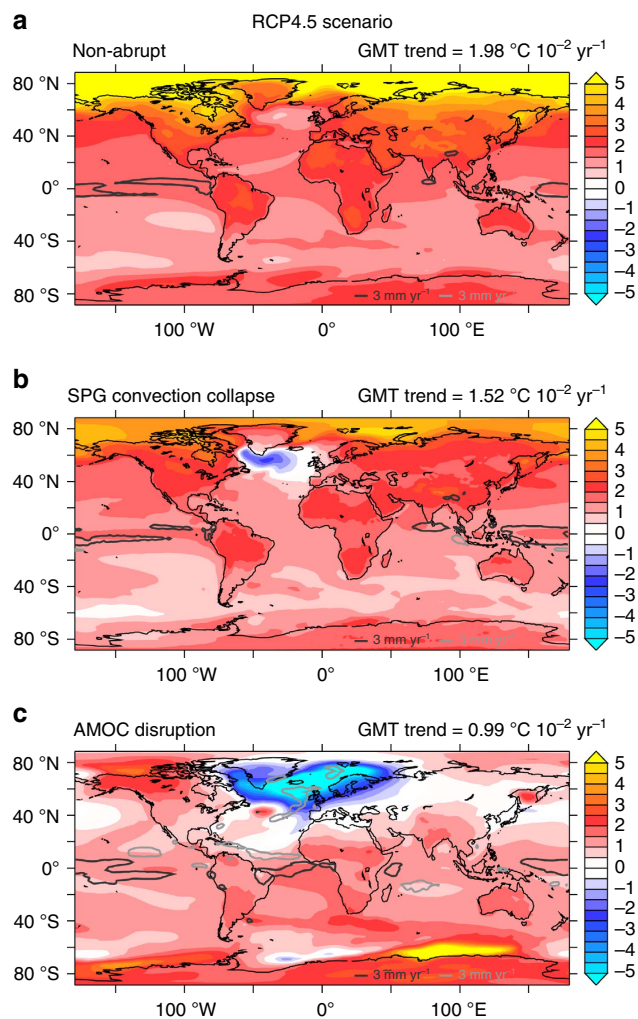 a
RCP4.5 scenario
Non-abrupt
GMT trend = 1.98 °C 10⁻² yr⁻¹
80 °N
40 °N
0°
40 °S
80 °S
100 °W
0°
100 °E
3 mm yr⁻¹
3 mm yr⁻¹
5
4
3
2
1
0
−1
−2
−3
−4
−5
b
SPG convection collapse
GMT trend = 1.52 °C 10⁻² yr⁻¹
80 °N
40 °N
0°
40 °S
80 °S
100 °W
0°
100 °E
3 mm yr⁻¹
3 mm yr⁻¹
5
4
3
2
1
0
−1
−2
−3
−4
−5
c
AMOC disruption
GMT trend = 0.99 °C 10⁻² yr⁻¹
80 °N
40 °N
0°
40 °S
80 °S
100 °W
0°
100 °E
3 mm yr⁻¹
3 mm yr⁻¹
5
4
3
2
1
0
−1
−2
−3
−4
−5